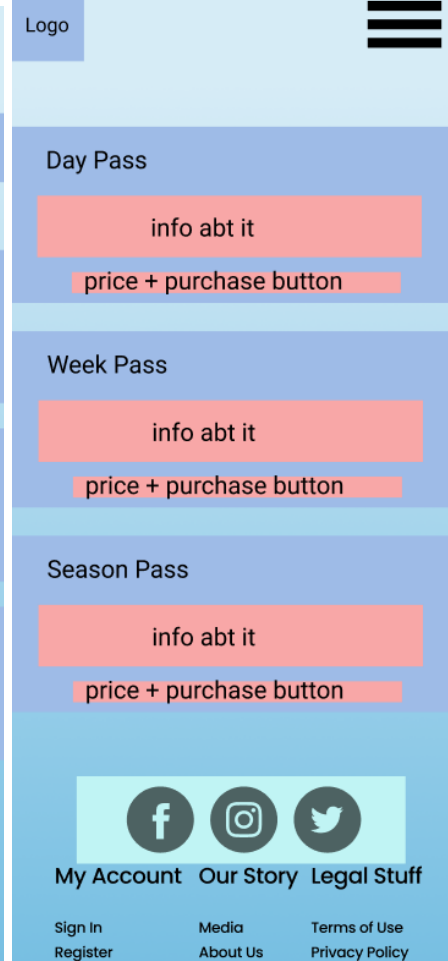 Logo
Day Pass
info abt it
price + purchase button
Week Pass
info abt it
price + purchase button
Season Pass
info abt it
price + purchase button
My Account Our Story Legal Stuff
Sign In Media Terms of Use
Register About Us Privacy Policy